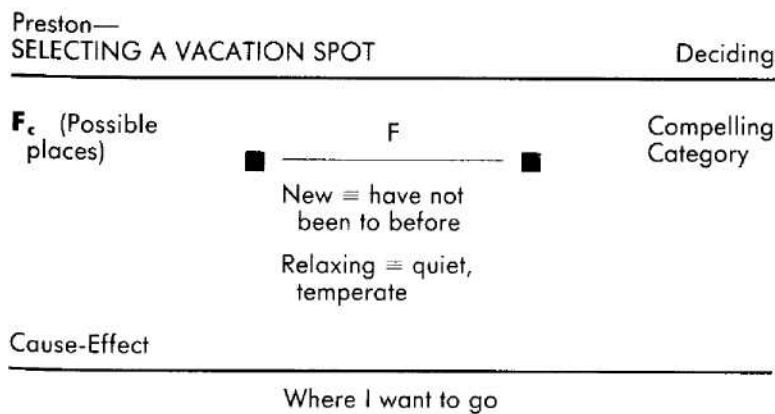 Preston—
SELECTING A VACATION SPOT Deciding
F_c (Possible places) F Compelling Category
New ≡ have not
been to before
Relaxing ≡ quiet,
temperate
Cause-Effect
Where I want to go